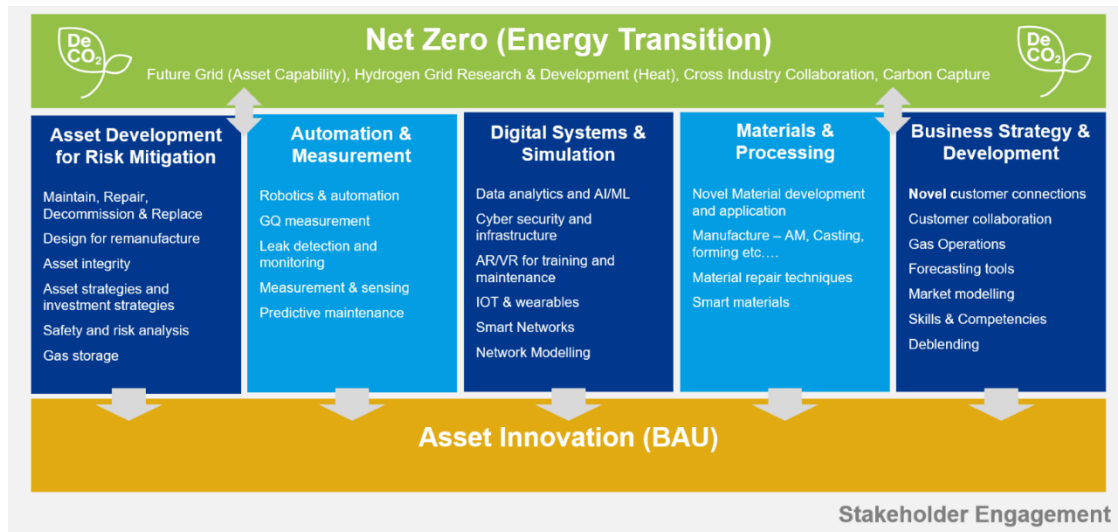 De
CO₂
Net Zero (Energy Transition)
De
CO₂
Future Grid (Asset Capability), Hydrogen Grid Research & Development (Heat), Cross Industry Collaboration, Carbon Capture
Asset Development
for Risk Mitigation
Maintain, Repair,
Decommission & Replace
Design for remanufacture
Asset integrity
Asset strategies and
investment strategies
Safety and risk analysis
Gas storage
Automation &
Measurement
Robotics & automation
GQ measurement
Leak detection and
monitoring
Measurement & sensing
Predictive maintenance
Digital Systems &
Simulation
Data analytics and AI/ML
Cyber security and
infrastructure
AR/VR for training and
maintenance
IOT & wearables
Smart Networks
Network Modelling
Materials &
Processing
Novel Material development
and application
Manufacture – AM, Casting,
forming etc….
Material repair techniques
Smart materials
Business Strategy &
Development
Novel customer connections
Customer collaboration
Gas Operations
Forecasting tools
Market modelling
Skills & Competencies
Deblending
Asset Innovation (BAU)
Stakeholder Engagement